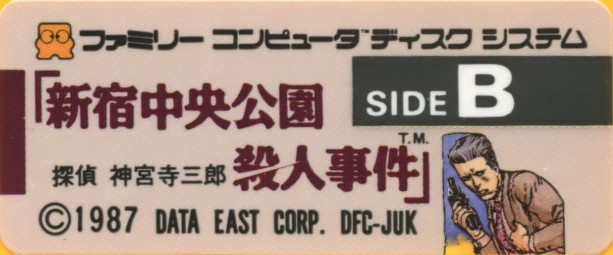 ファミリー コンピュータ™ ディスク システム
「新宿中央公園
SIDE B
探偵 神宮寺三郎 殺人事件」T.M.
©1987 DATA EAST CORP. DFC-JUK